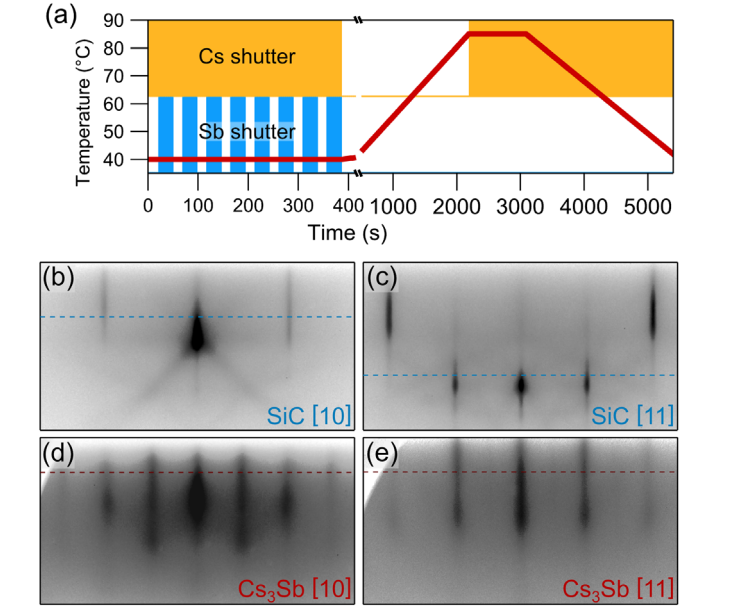 (a)
90
80
70
60
50
40
Temperature (°C)
Cs shutter
Sb shutter
0 100 200 300 400 1000 2000 3000 4000 5000
Time (s)
(b)
SiC [10]
(c)
SiC [11]
(d)
Cs₃Sb [10]
(e)
Cs₃Sb [11]